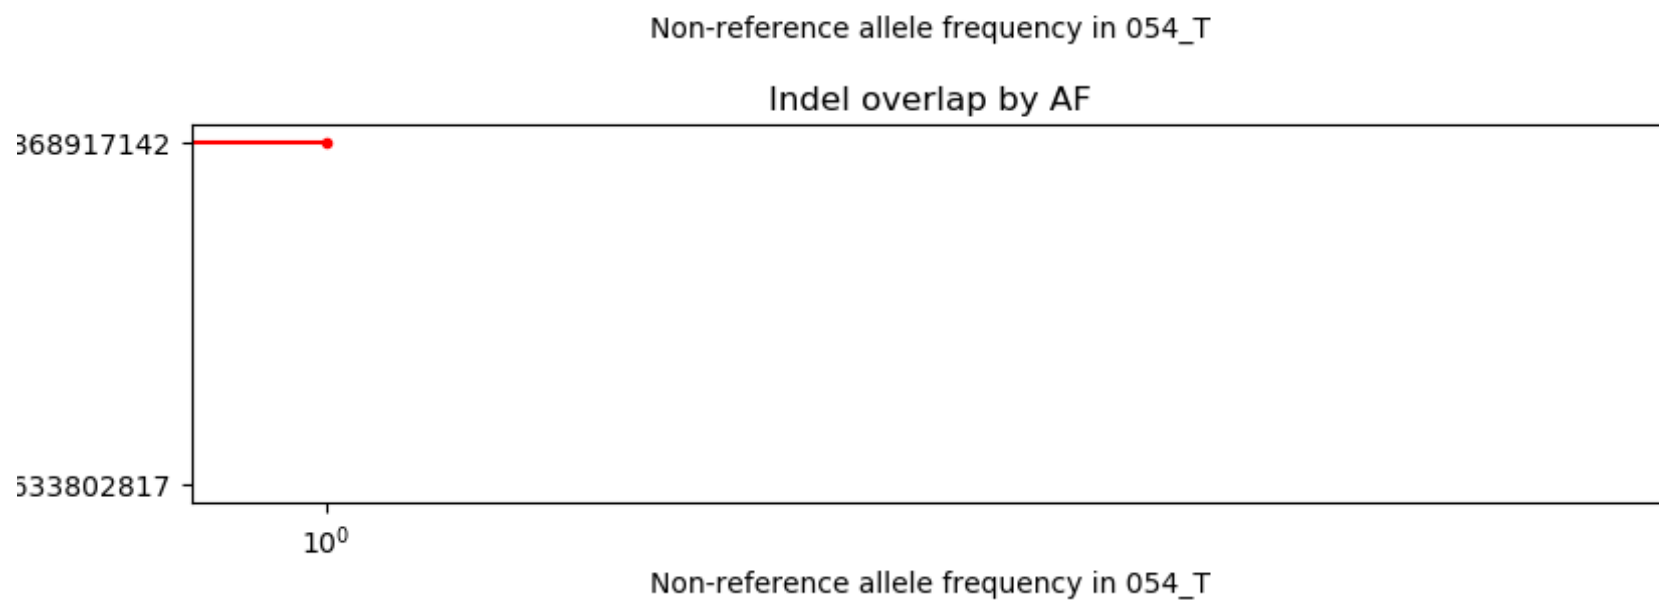 Non-reference allele frequency in 054_T
Indel overlap by AF
368917142
533802817
10⁰
Non-reference allele frequency in 054_T